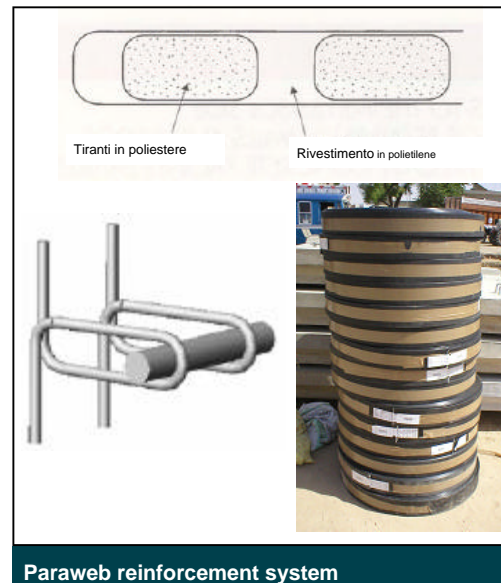 Tiranti in poliestere
Rivestimento in polietilene
Paraweb reinforcement system